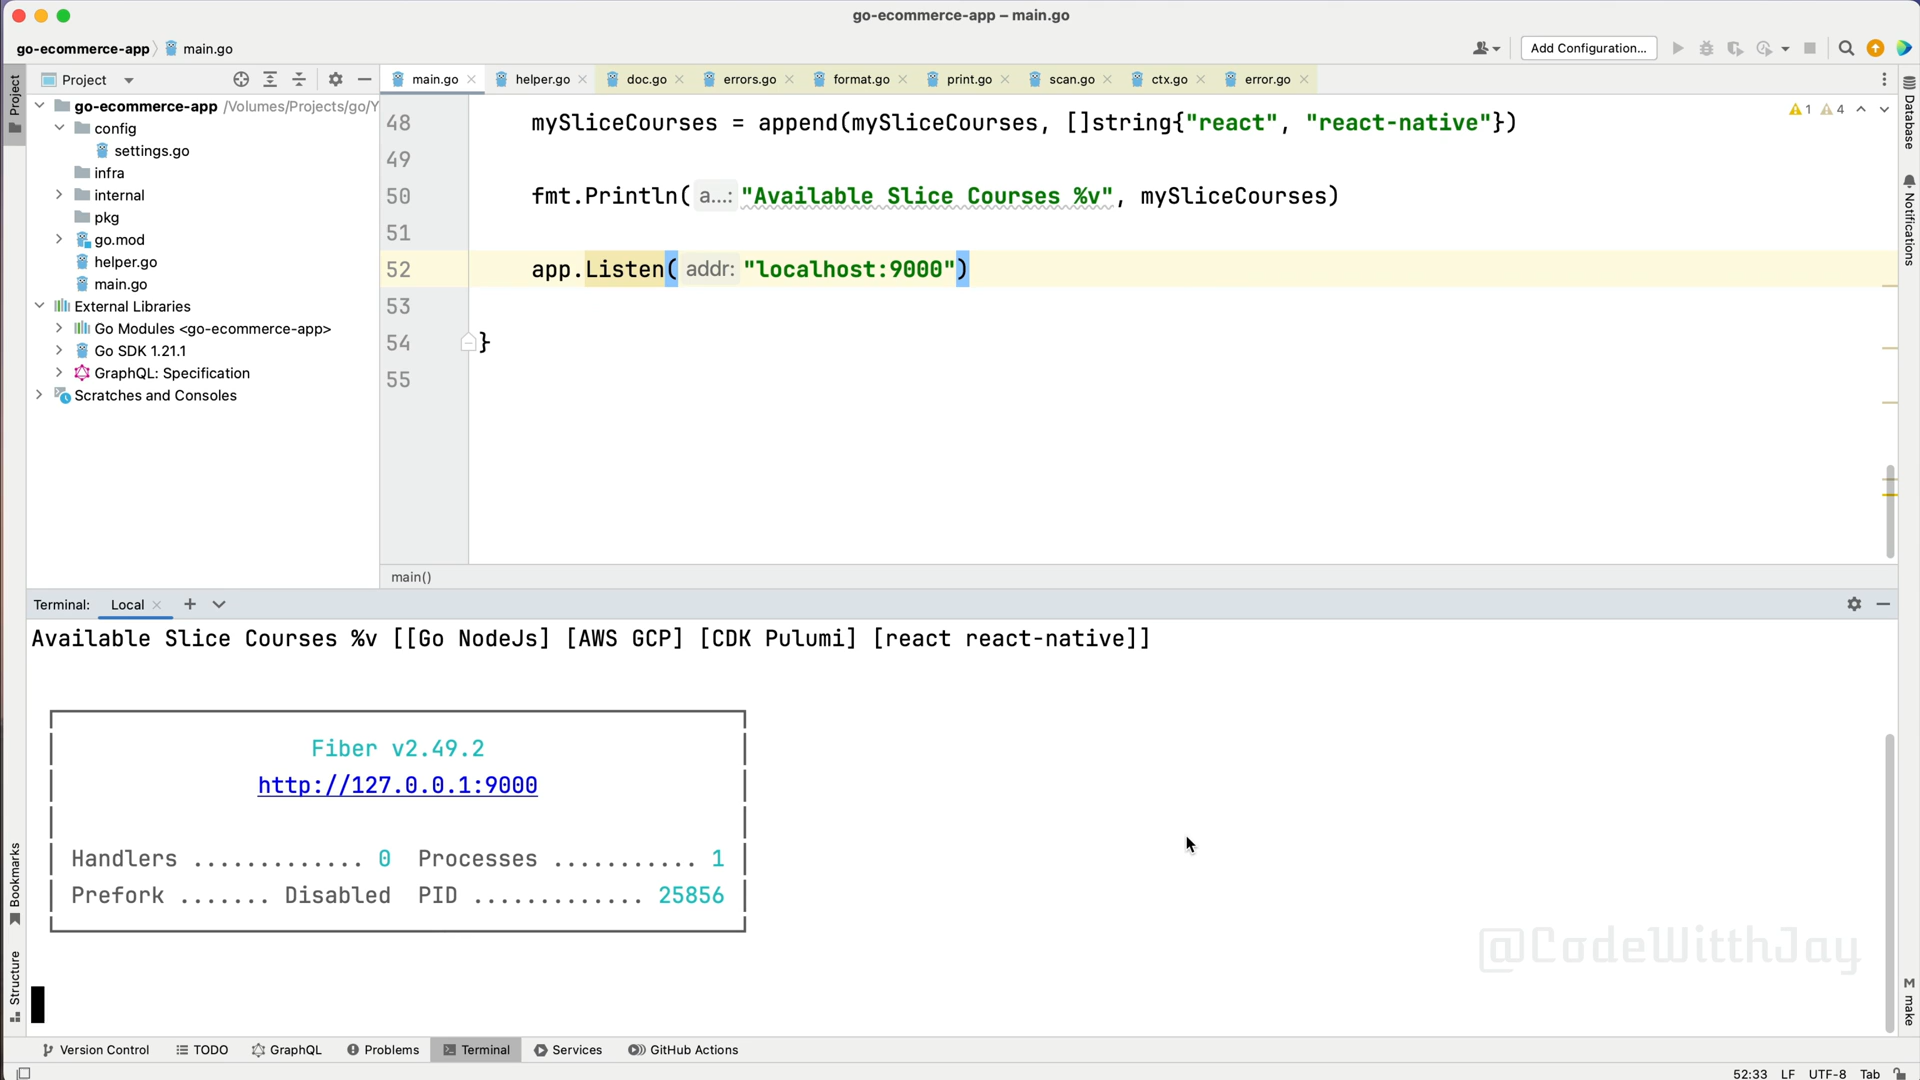 go-ecommerce-app – main.go
go-ecommerce-app main.go
Add Configuration...
Project
main.go helper.go doc.go errors.go format.go print.go scan.go ctx.go error.go
go-ecommerce-app /Volumes/Projects/go/Y
config
settings.go
infra
internal
pkg
go.mod
helper.go
main.go
External Libraries
Go Modules <go-ecommerce-app>
Go SDK 1.21.1
GraphQL: Specification
Scratches and Consoles
1 4
48 mySliceCourses = append(mySliceCourses, []string{"react", "react-native"})
49
50 fmt.Println( a...: "Available Slice Courses %v", mySliceCourses)
51
52 app.Listen( addr: "localhost:9000")
53
54 }
55
main()
Project
Bookmarks
Structure
Database
Notifications
M make
Terminal: Local
Available Slice Courses %v [[Go NodeJs] [AWS GCP] [CDK Pulumi] [react react-native]]
Fiber v2.49.2
http://127.0.0.1:9000
Handlers ............. 0 Processes ........... 1
Prefork ....... Disabled PID ............. 25856
@CodeWitthJay
Version Control TODO GraphQL Problems Terminal Services GitHub Actions
52:33 LF UTF-8 Tab